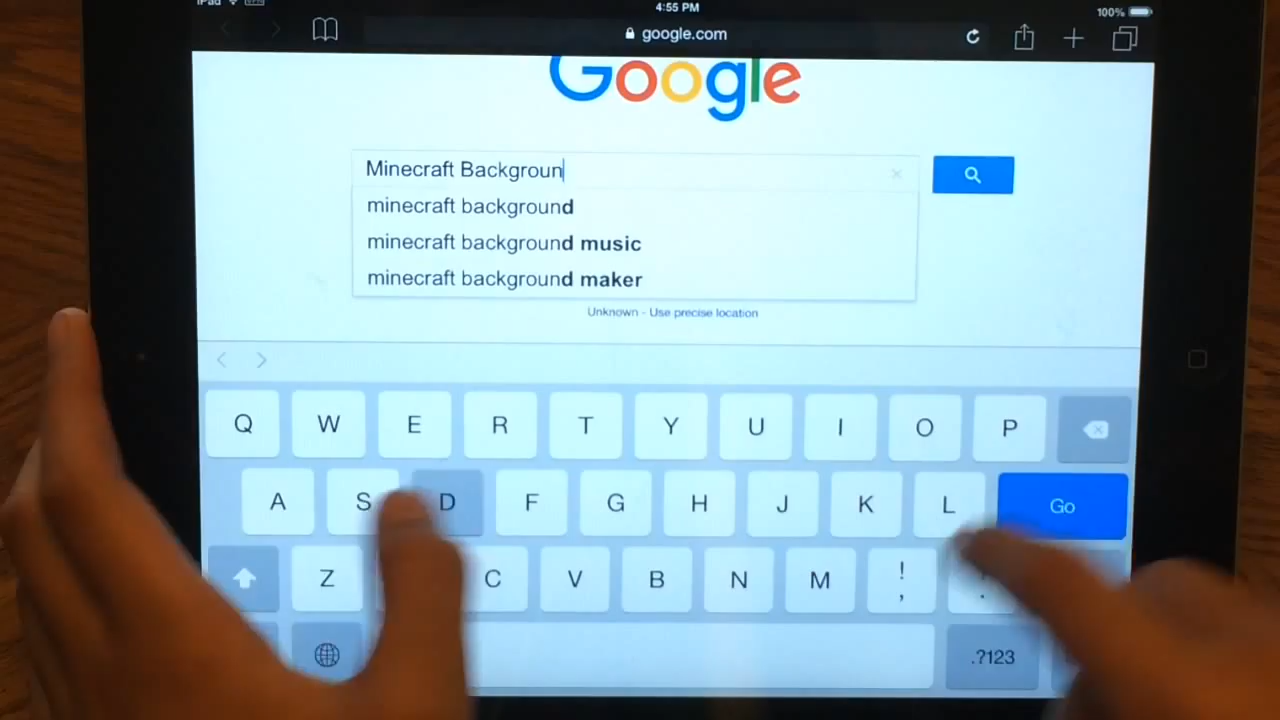 iPad 4:55 PM 100%
google.com
Google
Minecraft Backgroun
minecraft background
minecraft background music
minecraft background maker
Unknown - Use precise location
Q W E R T Y U I O P
A S D F G H J K L Go
Z C V B N M ! ,
.
.?123